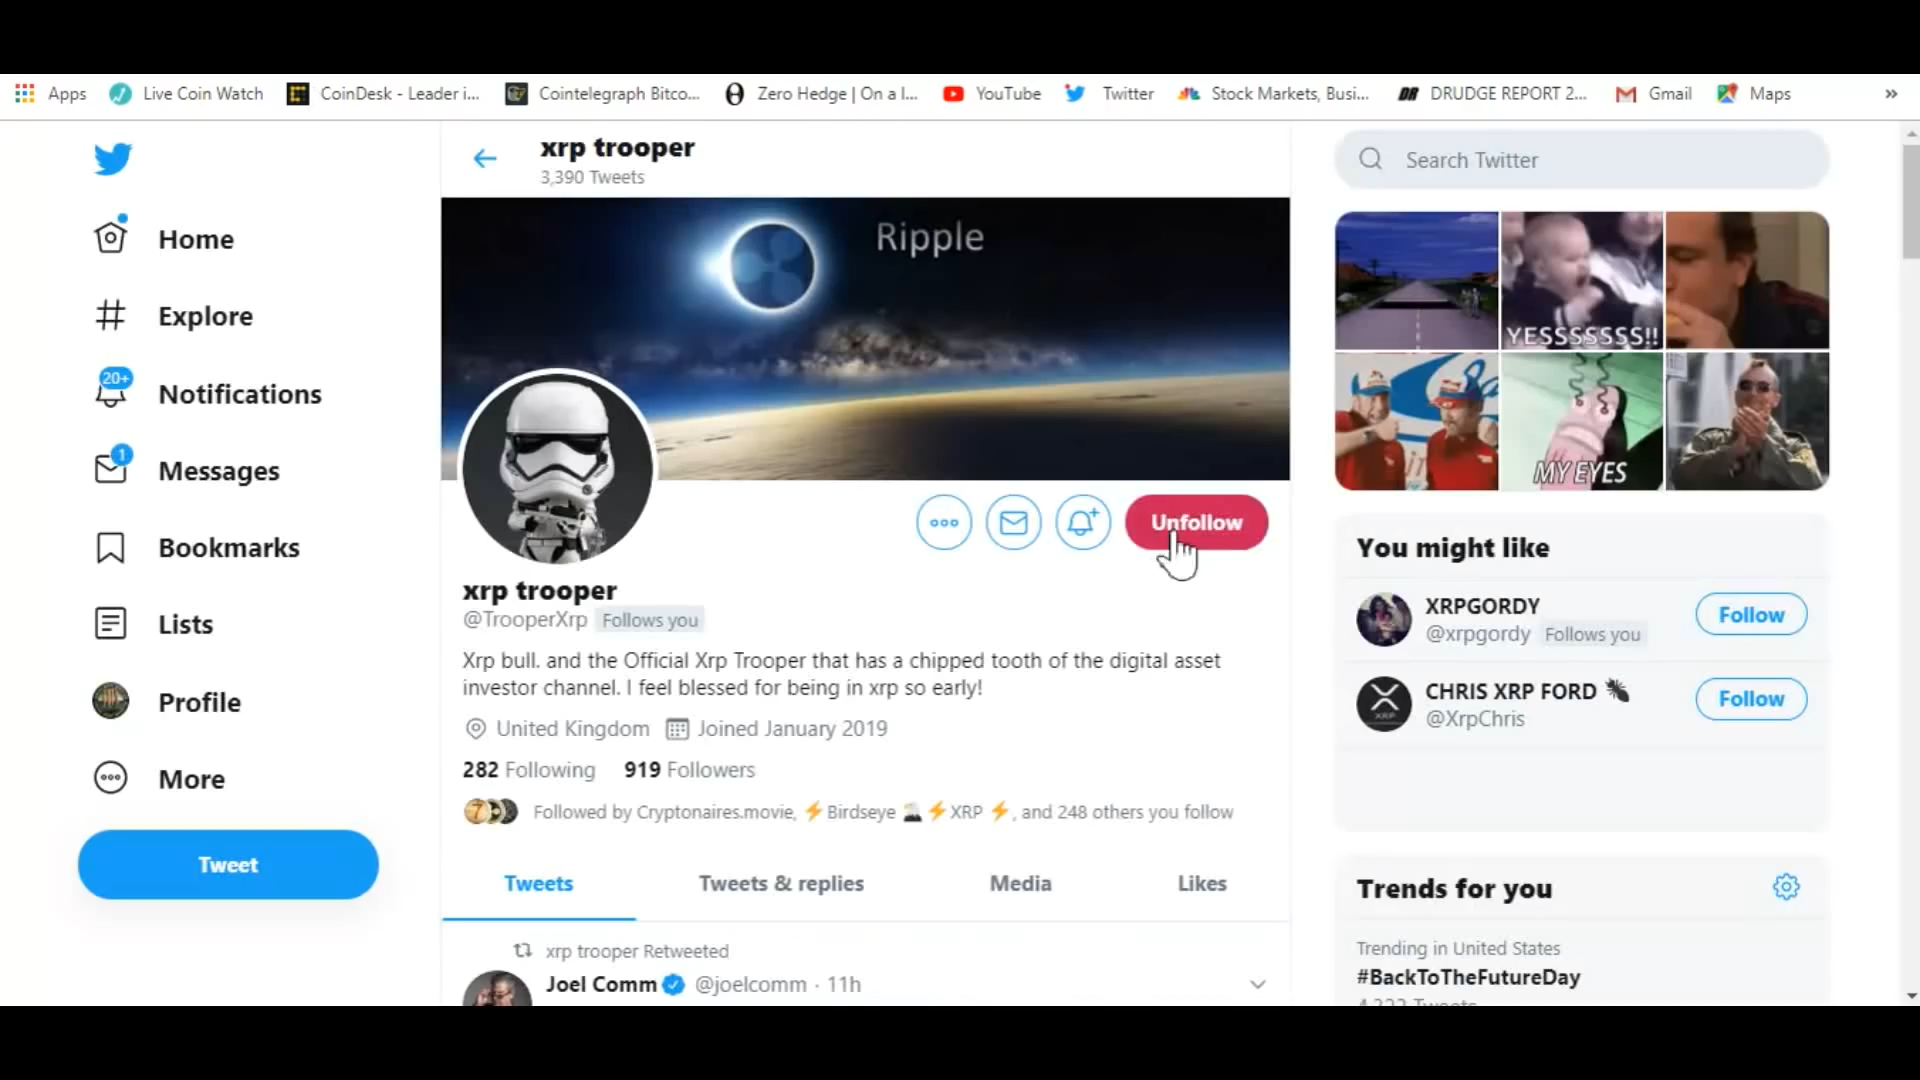 Apps
Live Coin Watch
CoinDesk - Leader i...
Cointelegraph Bitco...
Zero Hedge | On a l...
YouTube
Twitter
Stock Markets, Busi...
DRUDGE REPORT 2...
Gmail
Maps
»
Home
Explore
20+
Notifications
1
Messages
Bookmarks
Lists
Profile
More
Tweet
xrp trooper
3,390 Tweets
Ripple
Unfollow
xrp trooper
@TrooperXrp Follows you
Xrp bull. and the Official Xrp Trooper that has a chipped tooth of the digital asset
investor channel. I feel blessed for being in xrp so early!
United Kingdom Joined January 2019
282 Following 919 Followers
Followed by Cryptonaires.movie, ⚡Birdseye ⚡XRP ⚡, and 248 others you follow
Tweets
Tweets & replies
Media
Likes
xrp trooper Retweeted
Joel Comm @joelcomm · 11h
Search Twitter
YESSSSSSS!!
MY EYES
You might like
XRPGORDY
@xrpgordy Follows you
Follow
CHRIS XRP FORD 🐜
@XrpChris
XRP
Follow
Trends for you
Trending in United States
#BackToTheFutureDay